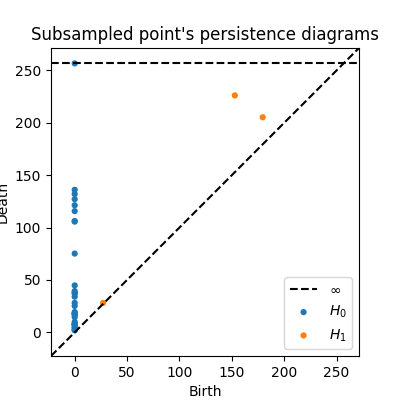 Subsampled point's persistence diagrams
Death
250
200
150
100
50
0
0 50 100 150 200 250
Birth
∞
H₀
H₁